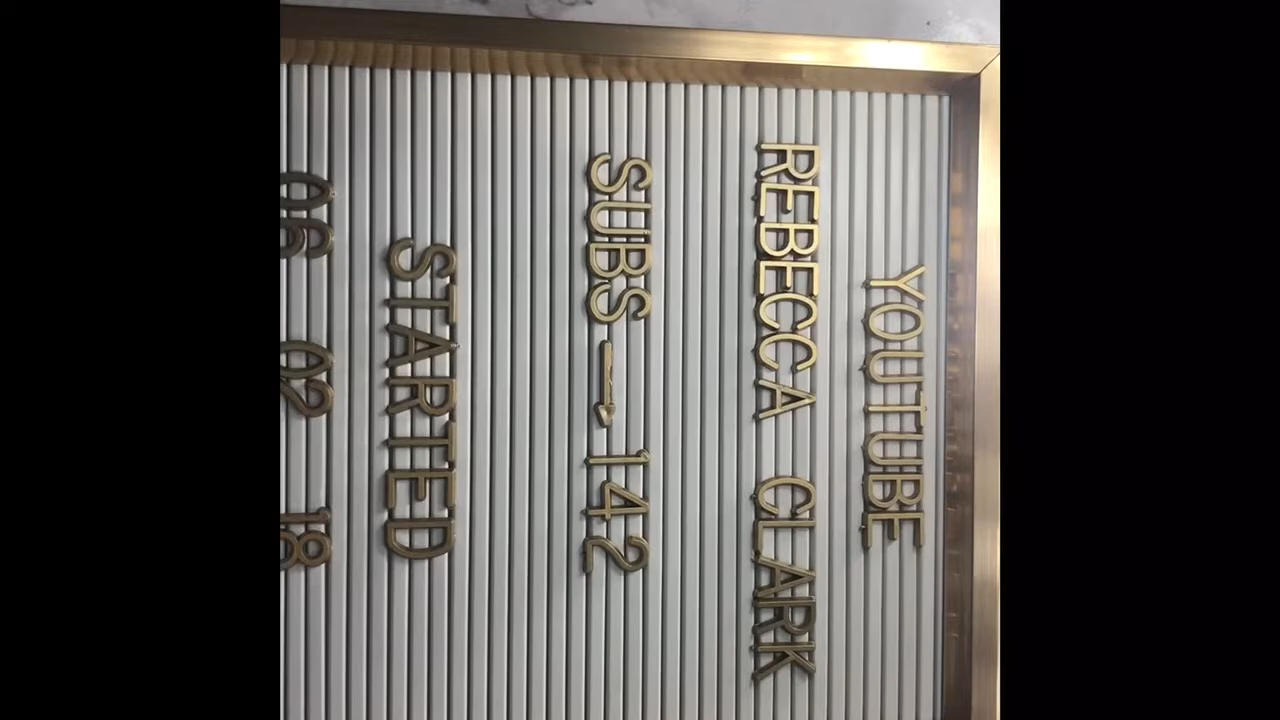 YOUTUBE
REBECCA CLARK
SUBS → 142
STARTED
06 02 18